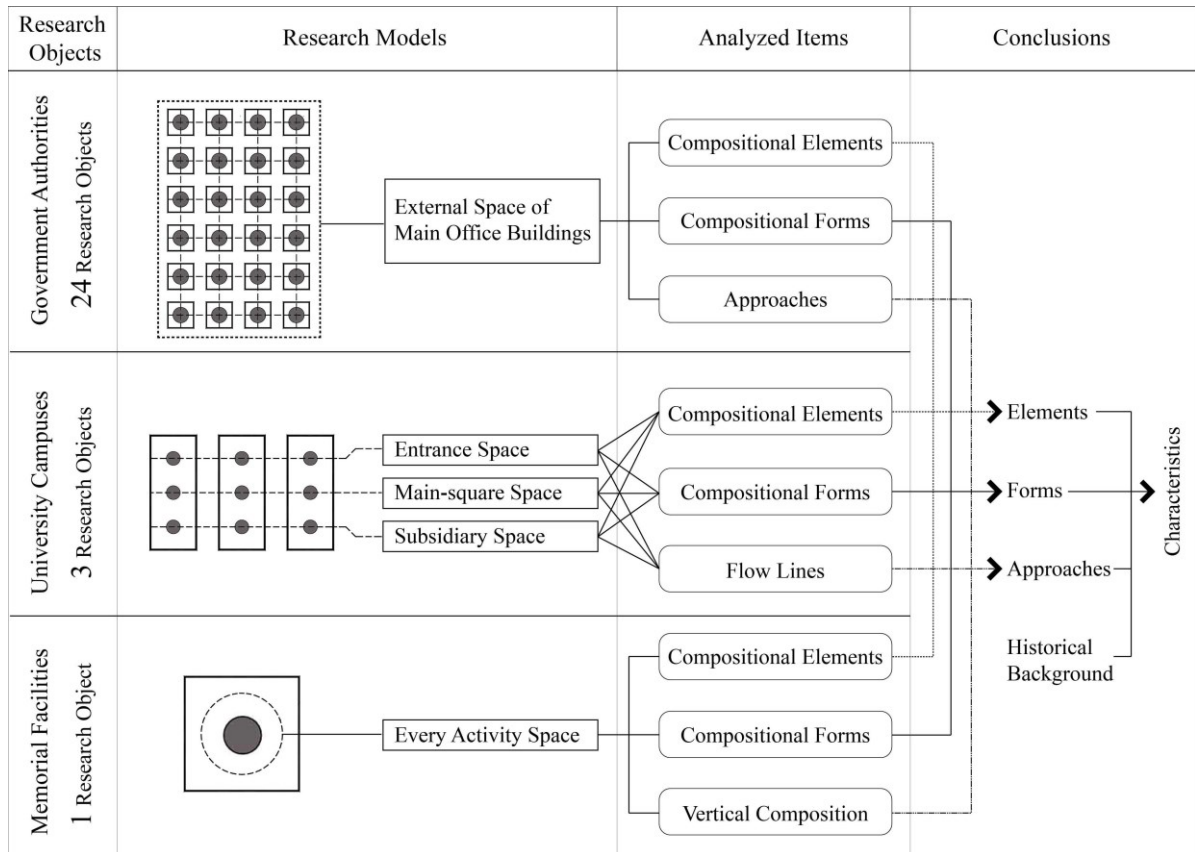 Research
Objects
Research Models
Analyzed Items
Conclusions
Government Authorities
24 Research Objects
External Space of
Main Office Buildings
Compositional Elements
Compositional Forms
Approaches
University Campuses
3 Research Objects
Entrance Space
Main-square Space
Subsidiary Space
Compositional Elements
Compositional Forms
Flow Lines
Memorial Facilities
1 Research Object
Every Activity Space
Compositional Elements
Compositional Forms
Vertical Composition
Elements
Forms
Approaches
Historical
Background
Characteristics